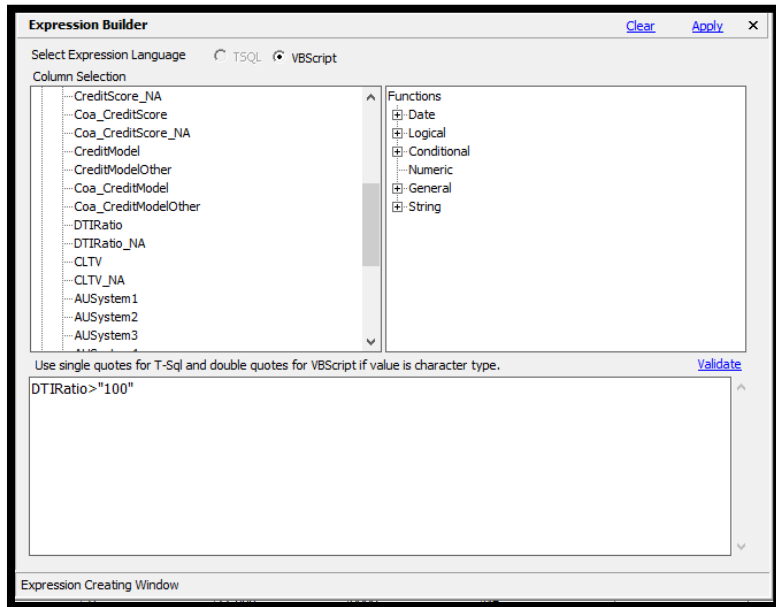 Expression Builder Clear Apply ×
Select Expression Language TSQL VBScript
Column Selection
CreditScore_NA
Coa_CreditScore
Coa_CreditScore_NA
CreditModel
CreditModelOther
Coa_CreditModel
Coa_CreditModelOther
DTIRatio
DTIRatio_NA
CLTV
CLTV_NA
AUSystem1
AUSystem2
AUSystem3
Functions
Date
Logical
Conditional
Numeric
General
String
Use single quotes for T-Sql and double quotes for VBScript if value is character type. Validate
DTIRatio>"100"
Expression Creating Window